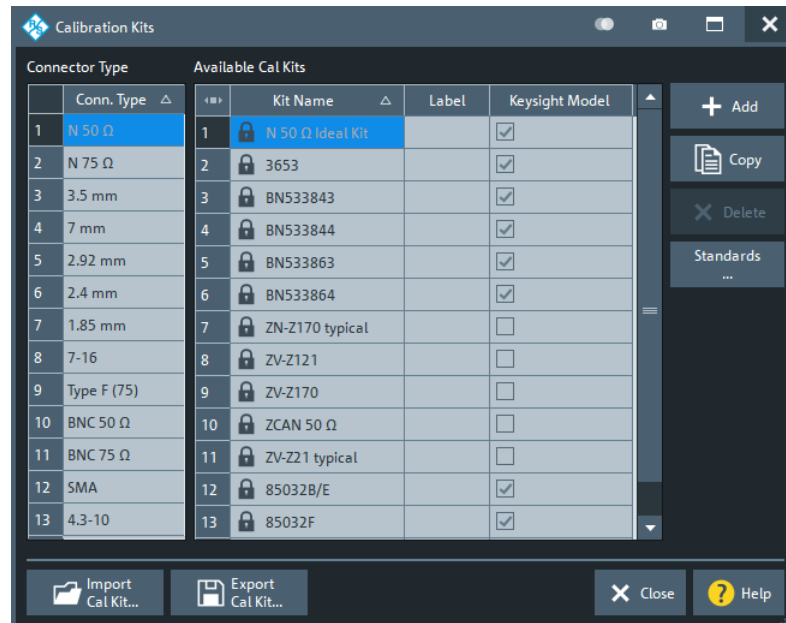 Calibration Kits
Connector Type
Available Cal Kits
Conn. Type
Kit Name Label Keysight Model
1 N 50 Ω
2 N 75 Ω
3 3.5 mm
4 7 mm
5 2.92 mm
6 2.4 mm
7 1.85 mm
8 7-16
9 Type F (75)
10 BNC 50 Ω
11 BNC 75 Ω
12 SMA
13 4.3-10
1 N 50 Ω Ideal Kit
2 3653
3 BN533843
4 BN533844
5 BN533863
6 BN533864
7 ZN-Z170 typical
8 ZV-Z121
9 ZV-Z170
10 ZCAN 50 Ω
11 ZV-Z21 typical
12 85032B/E
13 85032F
Add
Copy
Delete
Standards
...
Import
Cal Kit...
Export
Cal Kit...
Close
? Help